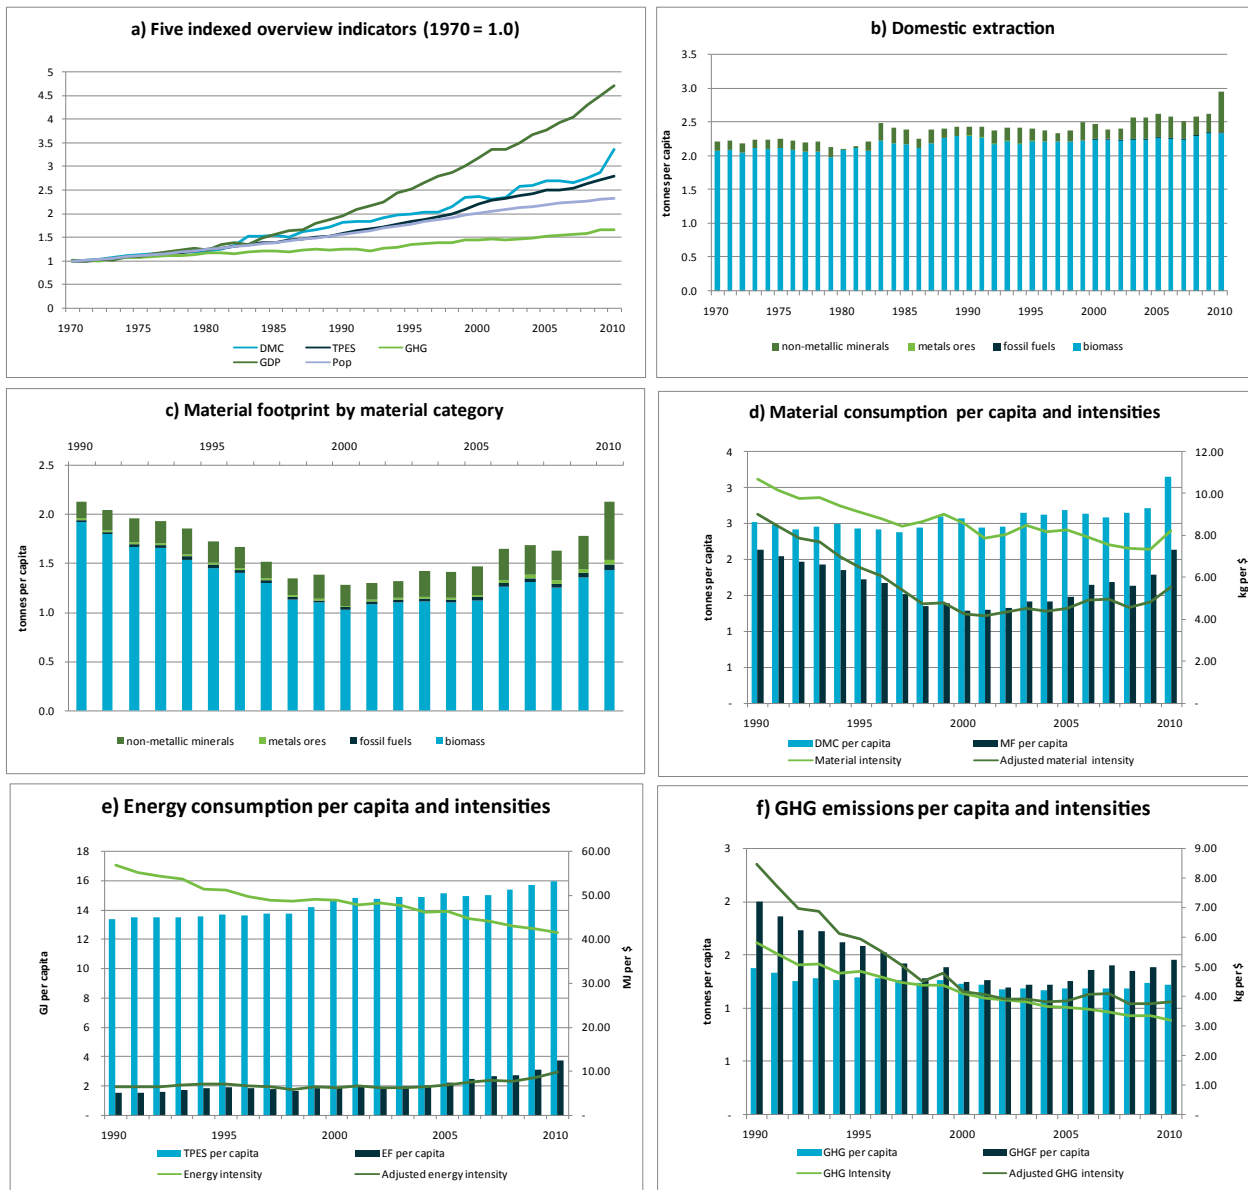 a) Five indexed overview indicators (1970 = 1.0)
5
4.5
4
3.5
3
2.5
2
1.5
1
0.5
0
1970 1975 1980 1985 1990 1995 2000 2005 2010
DMC TPES GHG
GDP Pop
b) Domestic extraction
tonnes per capita
3.5
3.0
2.5
2.0
1.5
1.0
0.5
0.0
1970 1975 1980 1985 1990 1995 2000 2005 2010
non-metallic minerals metals ores fossil fuels biomass
c) Material footprint by material category
1990 1995 2000 2005 2010
tonnes per capita
2.5
2.0
1.5
1.0
0.5
0.0
non-metallic minerals metals ores fossil fuels biomass
d) Material consumption per capita and intensities
tonnes per capita
4
3
3
2
2
1
1
-
12.00
10.00
8.00
6.00
4.00
2.00
-
kg per $
1990 1995 2000 2005 2010
DMC per capita MF per capita
Material intensity Adjusted material intensity
e) Energy consumption per capita and intensities
GJ per capita
18
16
14
12
10
8
6
4
2
-
60.00
50.00
40.00
30.00
20.00
10.00
-
MJ per $
1990 1995 2000 2005 2010
TPES per capita EF per capita
Energy intensity Adjusted energy intensity
f) GHG emissions per capita and intensities
tonnes per capita
3
2
2
1
1
-
9.00
8.00
7.00
6.00
5.00
4.00
3.00
2.00
1.00
-
kg per $
1990 1995 2000 2005 2010
GHG per capita GHGF per capita
GHG Intensity Adjusted GHG intensity